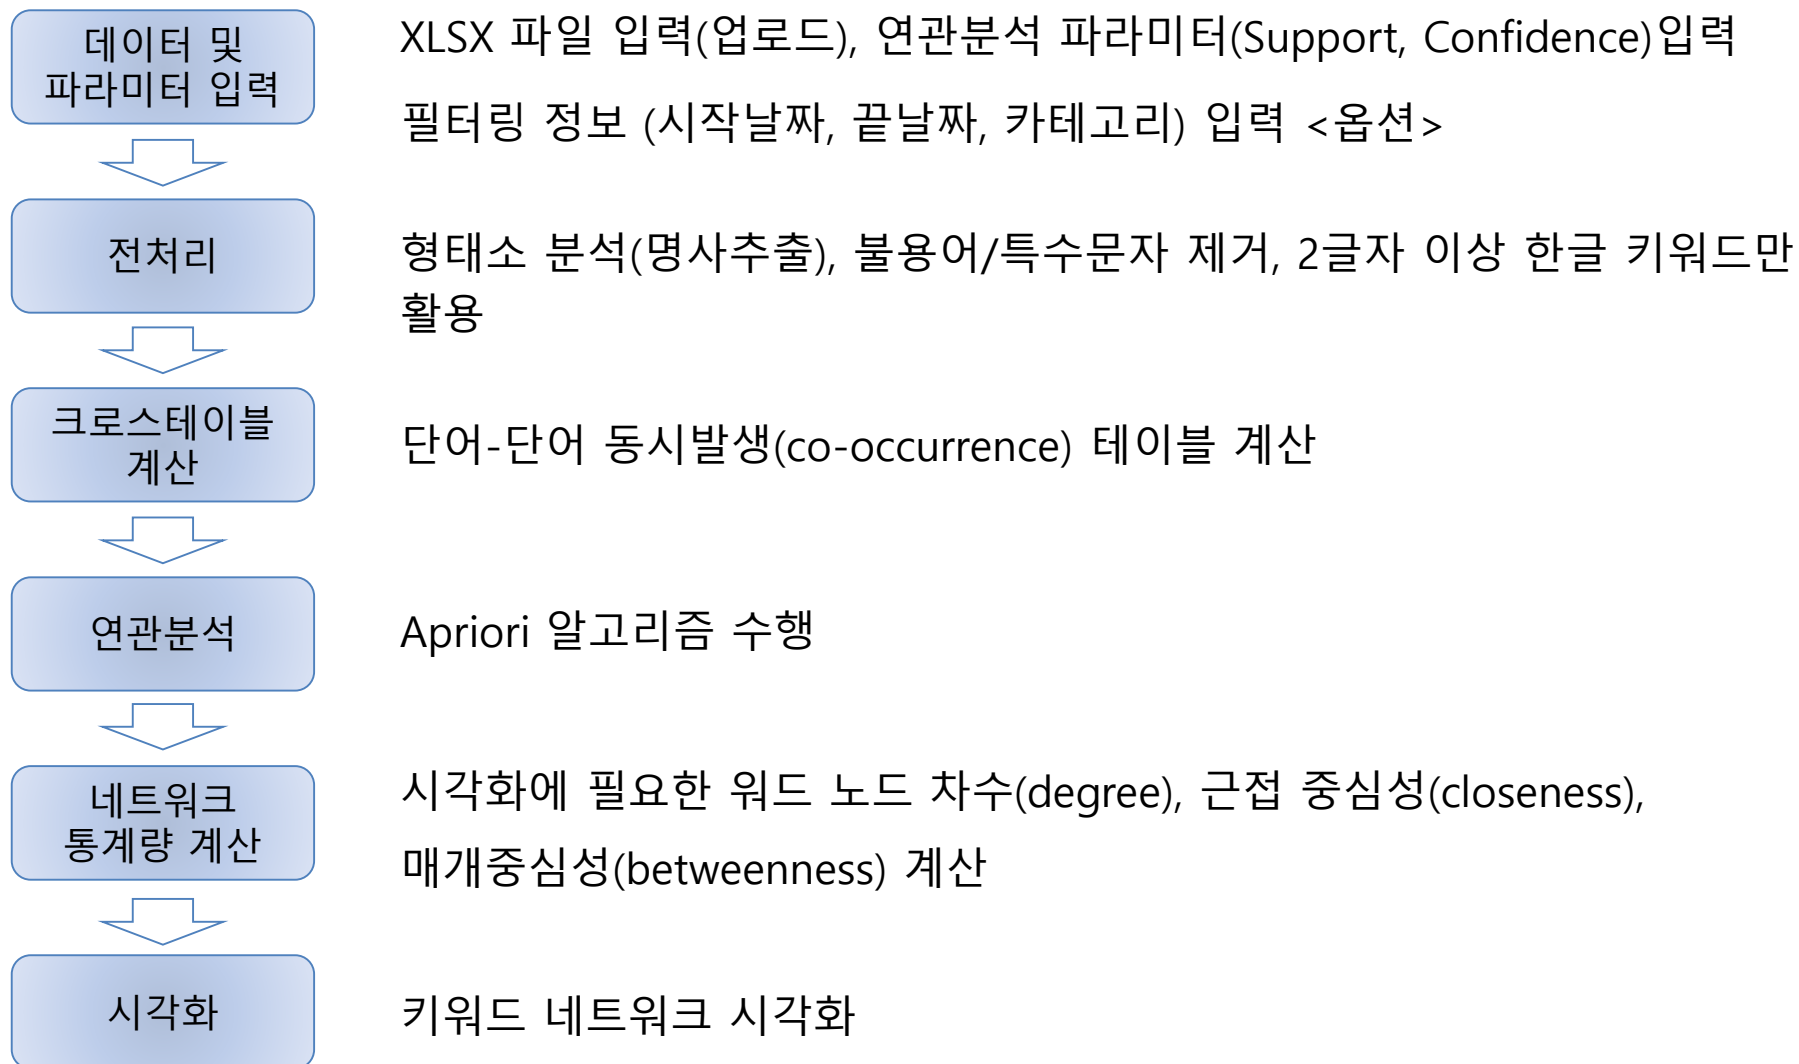 데이터 및
파라미터 입력
XLSX 파일 입력(업로드), 연관분석 파라미터(Support, Confidence)입력
필터링 정보 (시작날짜, 끝날짜, 카테고리) 입력 <옵션>
전처리
형태소 분석(명사추출), 불용어/특수문자 제거, 2글자 이상 한글 키워드만
활용
크로스테이블
계산
단어-단어 동시발생(co-occurrence) 테이블 계산
연관분석
Apriori 알고리즘 수행
네트워크
통계량 계산
시각화에 필요한 워드 노드 차수(degree), 근접 중심성(closeness),
매개중심성(betweenness) 계산
시각화
키워드 네트워크 시각화